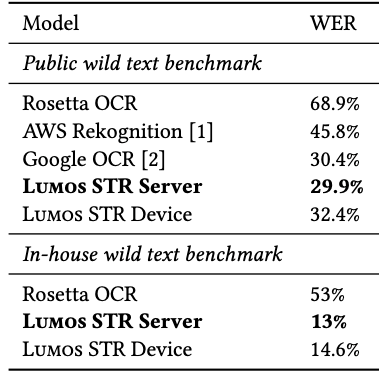 Model WER
Public wild text benchmark
Rosetta OCR 68.9%
AWS Rekognition [1] 45.8%
Google OCR [2] 30.4%
Lumos STR Server 29.9%
Lumos STR Device 32.4%
In-house wild text benchmark
Rosetta OCR 53%
Lumos STR Server 13%
Lumos STR Device 14.6%